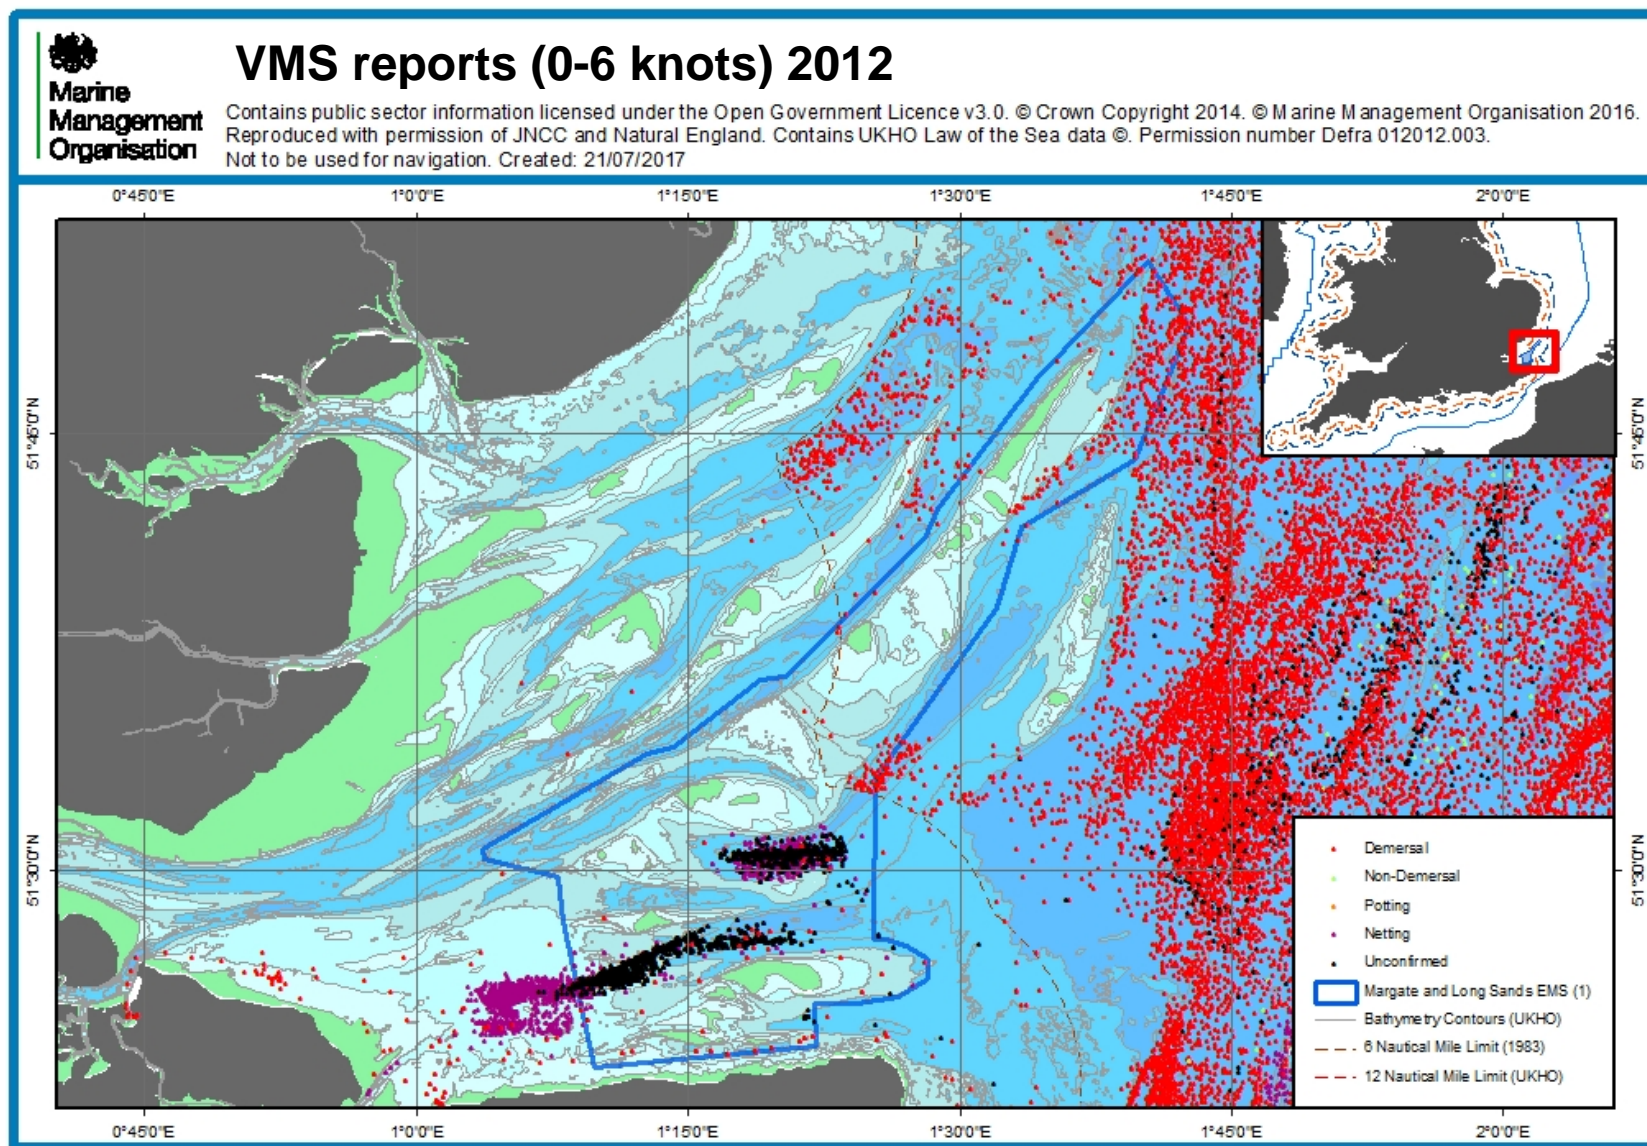 VMS reports (0-6 knots) 2012
Marine
Management
Organisation
Contains public sector information licensed under the Open Government Licence v3.0. © Crown Copyright 2014. © Marine Management Organisation 2016.
Reproduced with permission of JNCC and Natural England. Contains UKHO Law of the Sea data ©. Permission number Defra 012012.003.
Not to be used for navigation. Created: 21/07/2017
0°45'0"E
1°0'0"E
1°15'0"E
1°30'0"E
1°45'0"E
2°0'0"E
51°45'0"N
51°45'0"N
51°30'0"N
51°30'0"N
Demersal
Non-Demersal
Potting
Netting
Unconfirmed
Margate and Long Sands EMS (1)
Bathymetry Contours (UKHO)
6 Nautical Mile Limit (1983)
12 Nautical Mile Limit (UKHO)
0°45'0"E
1°0'0"E
1°15'0"E
1°30'0"E
1°45'0"E
2°0'0"E